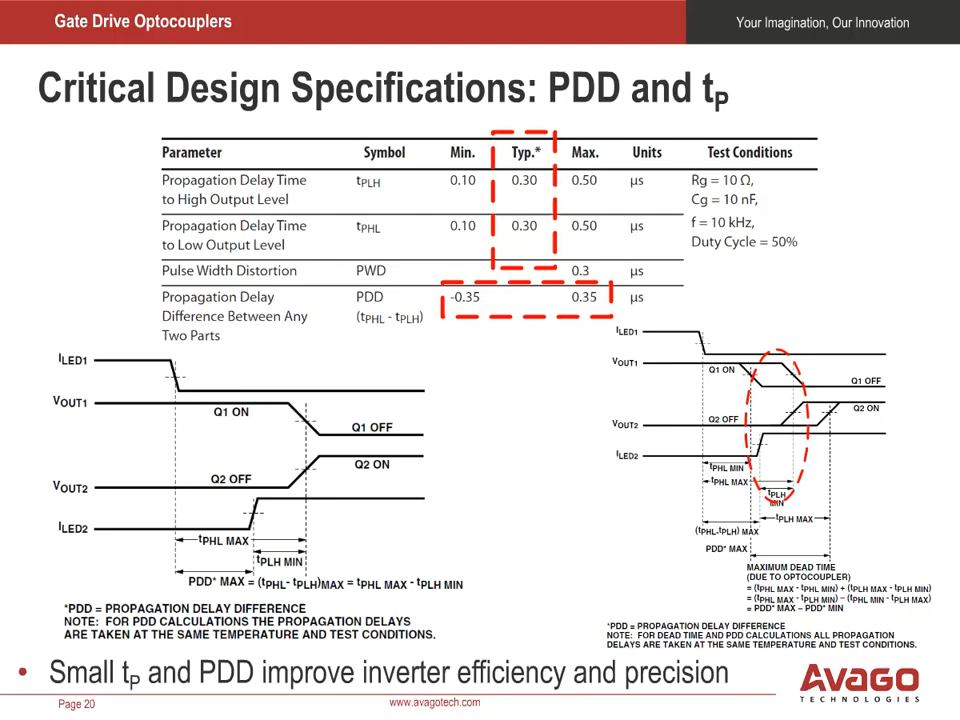 Gate Drive Optocouplers
Your Imagination, Our Innovation
Critical Design Specifications: PDD and tP
Parameter Symbol Min. Typ.* Max. Units Test Conditions
Propagation Delay Time to High Output Level tPLH 0.10 0.30 0.50 µs Rg = 10 Ω, Cg = 10 nF,
Propagation Delay Time to Low Output Level tPHL 0.10 0.30 0.50 µs f = 10 kHz, Duty Cycle = 50%
Pulse Width Distortion PWD 0.3 µs
Propagation Delay Difference Between Any Two Parts PDD (tPHL - tPLH) -0.35 0.35 µs
ILED1
VOUT1
Q1 ON
Q1 OFF
Q2 ON
Q2 OFF
VOUT2
ILED2
tPHL MAX
tPLH MIN
PDD* MAX = (tPHL- tPLH)MAX = tPHL MAX - tPLH MIN
*PDD = PROPAGATION DELAY DIFFERENCE
NOTE: FOR PDD CALCULATIONS THE PROPAGATION DELAYS
ARE TAKEN AT THE SAME TEMPERATURE AND TEST CONDITIONS.
ILED1
VOUT1
Q1 ON
Q1 OFF
Q2 ON
Q2 OFF
VOUT2
ILED2
tPHL MIN
tPHL MAX
tPLH
MIN
tPLH MAX
(tPHL-tPLH) MAX
PDD* MAX
MAXIMUM DEAD TIME
(DUE TO OPTOCOUPLER)
= (tPHL MAX - tPHL MIN) + (tPLH MAX - tPLH MIN)
= (tPHL MAX - tPLH MIN) – (tPHL MIN - tPLH MAX)
= PDD* MAX – PDD* MIN
*PDD = PROPAGATION DELAY DIFFERENCE
NOTE: FOR DEAD TIME AND PDD CALCULATIONS ALL PROPAGATION
DELAYS ARE TAKEN AT THE SAME TEMPERATURE AND TEST CONDITIONS.
• Small tP and PDD improve inverter efficiency and precision
AVAGO
TECHNOLOGIES
Page 20
www.avagotech.com